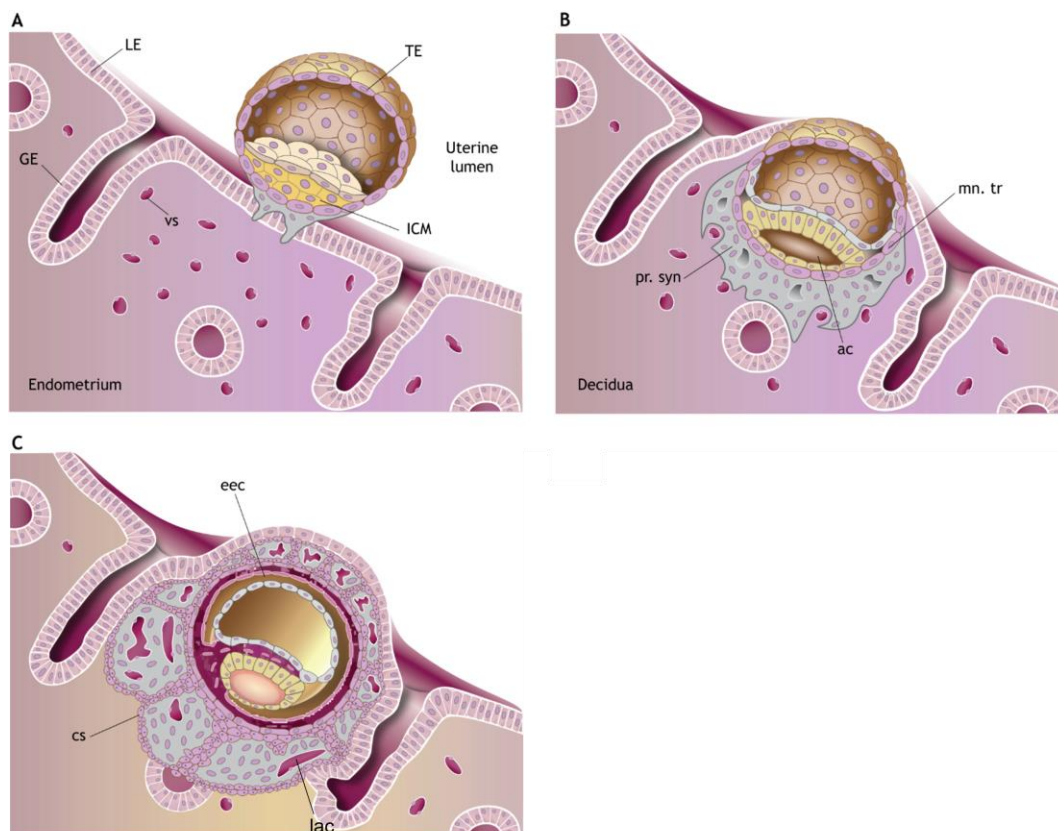 A
LE
TE
Uterine
lumen
GE
vs
ICM
Endometrium
B
mn. tr
pr. syn
ac
Decidua
C
eec
cs
lac